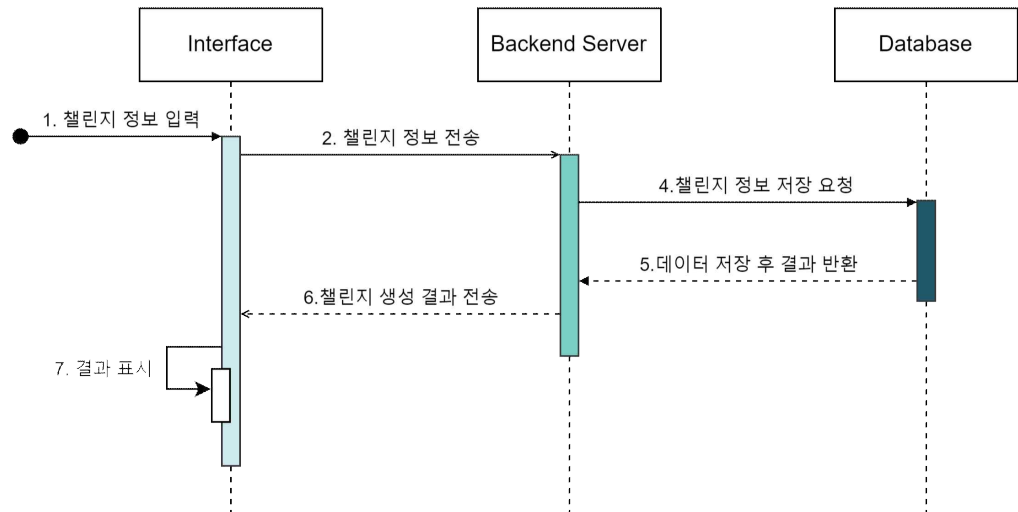 Interface
Backend Server
Database
1. 챌린지 정보 입력
2. 챌린지 정보 전송
4.챌린지 정보 저장 요청
5.데이터 저장 후 결과 반환
6.챌린지 생성 결과 전송
7. 결과 표시